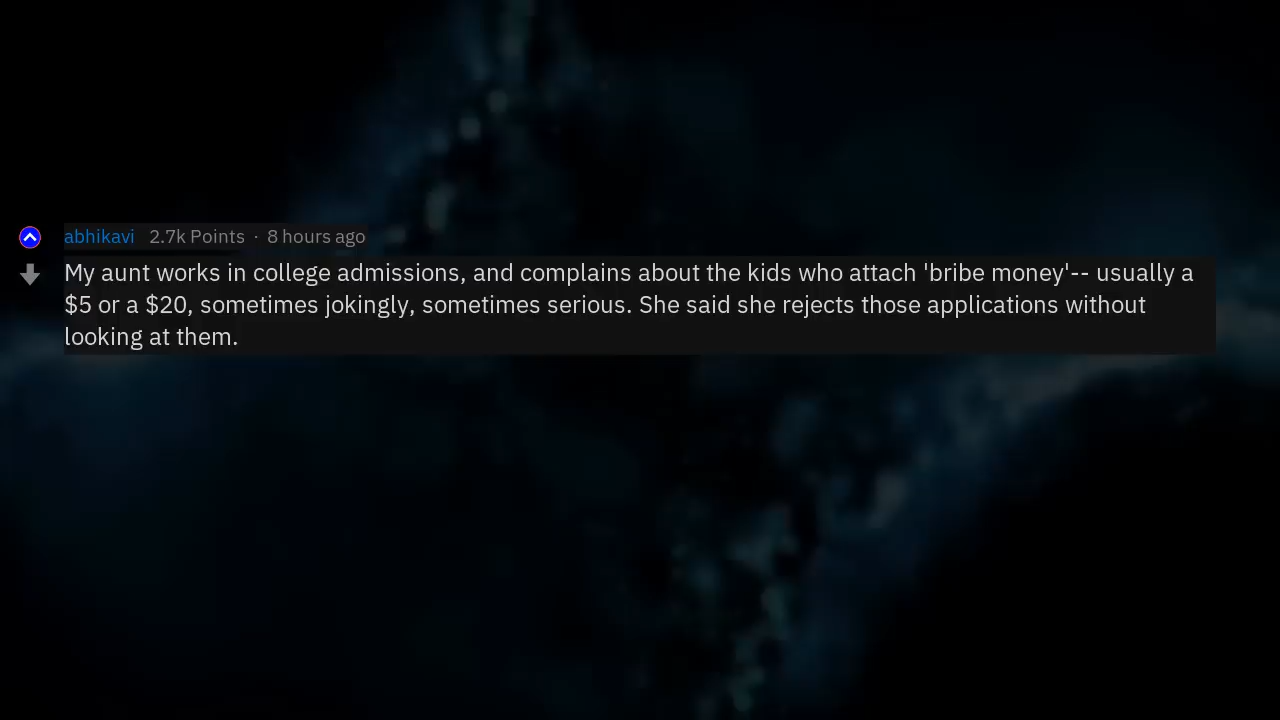 abhikavi 2.7k Points · 8 hours ago
My aunt works in college admissions, and complains about the kids who attach 'bribe money'-- usually a
$5 or a $20, sometimes jokingly, sometimes serious. She said she rejects those applications without
looking at them.